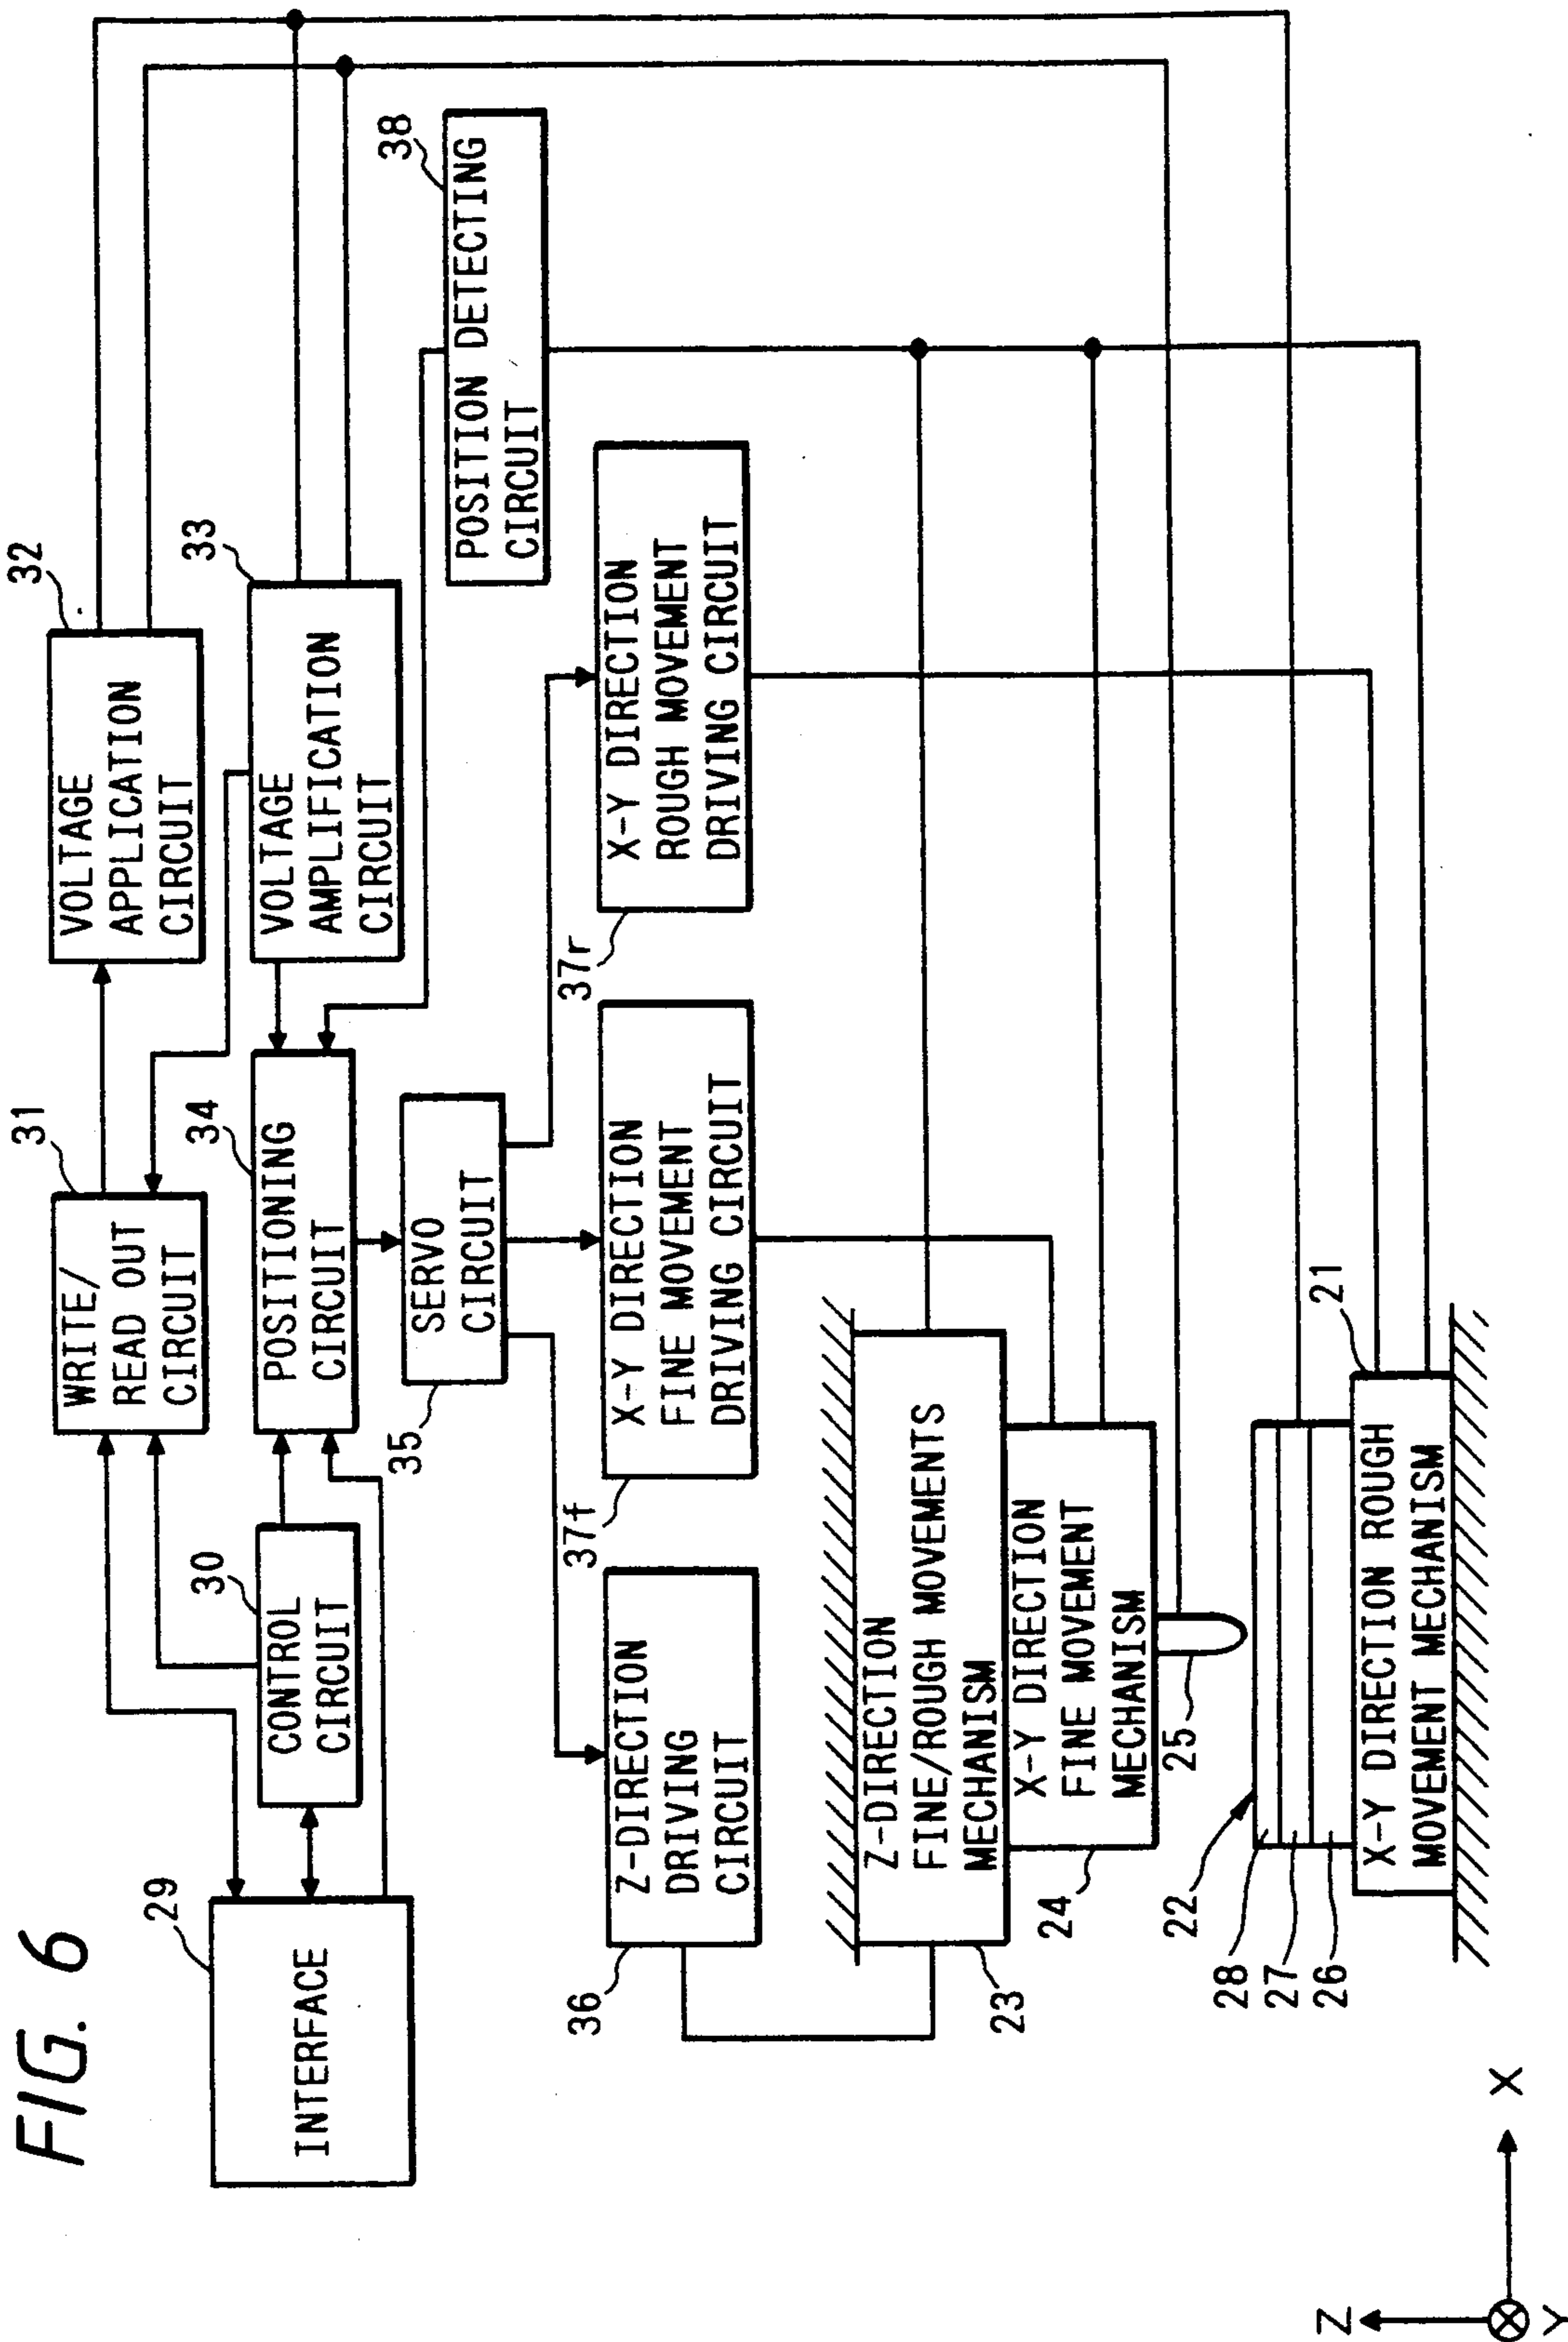 FIG. 6
29
INTERFACE
30
CONTROL
CIRCUIT
31
WRITE/
READ OUT
CIRCUIT
32
VOLTAGE
APPLICATION
CIRCUIT
33
VOLTAGE
AMPLIFICATION
CIRCUIT
34
POSITIONING
CIRCUIT
35
SERVO
CIRCUIT
38
POSITION DETECTING
CIRCUIT
36
Z-DIRECTION
DRIVING
CIRCUIT
37f
X-Y DIRECTION
FINE MOVEMENT
DRIVING CIRCUIT
37r
X-Y DIRECTION
ROUGH MOVEMENT
DRIVING CIRCUIT
23
Z-DIRECTION
FINE/ROUGH MOVEMENTS
MECHANISM
24
X-Y DIRECTION
FINE MOVEMENT
MECHANISM
25
22
28
27
26
21
X-Y DIRECTION ROUGH
MOVEMENT MECHANISM
Z
X
Y